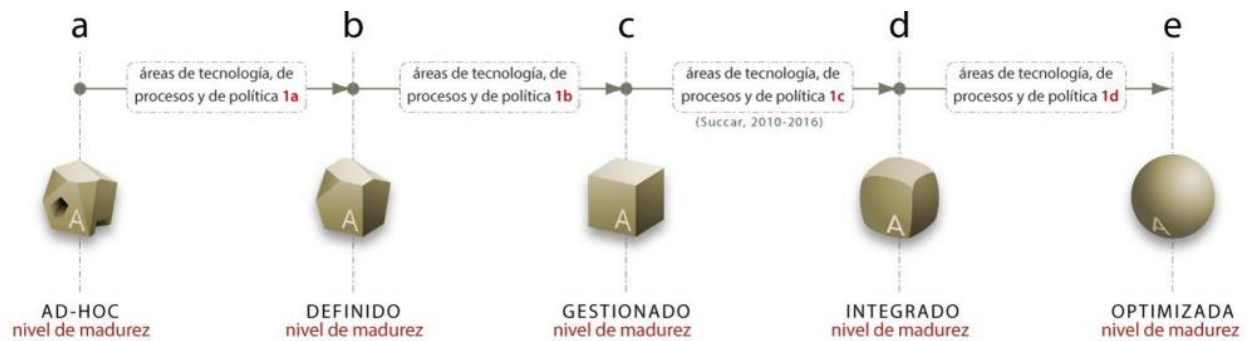 a
b
c
d
e
áreas de tecnología, de
procesos y de política 1a
áreas de tecnología, de
procesos y de política 1b
áreas de tecnología, de
procesos y de política 1c
(Succar, 2010-2016)
áreas de tecnología, de
procesos y de política 1d
A
A
A
A
A
AD-HOC
nivel de madurez
DEFINIDO
nivel de madurez
GESTIONADO
nivel de madurez
INTEGRADO
nivel de madurez
OPTIMIZADA
nivel de madurez